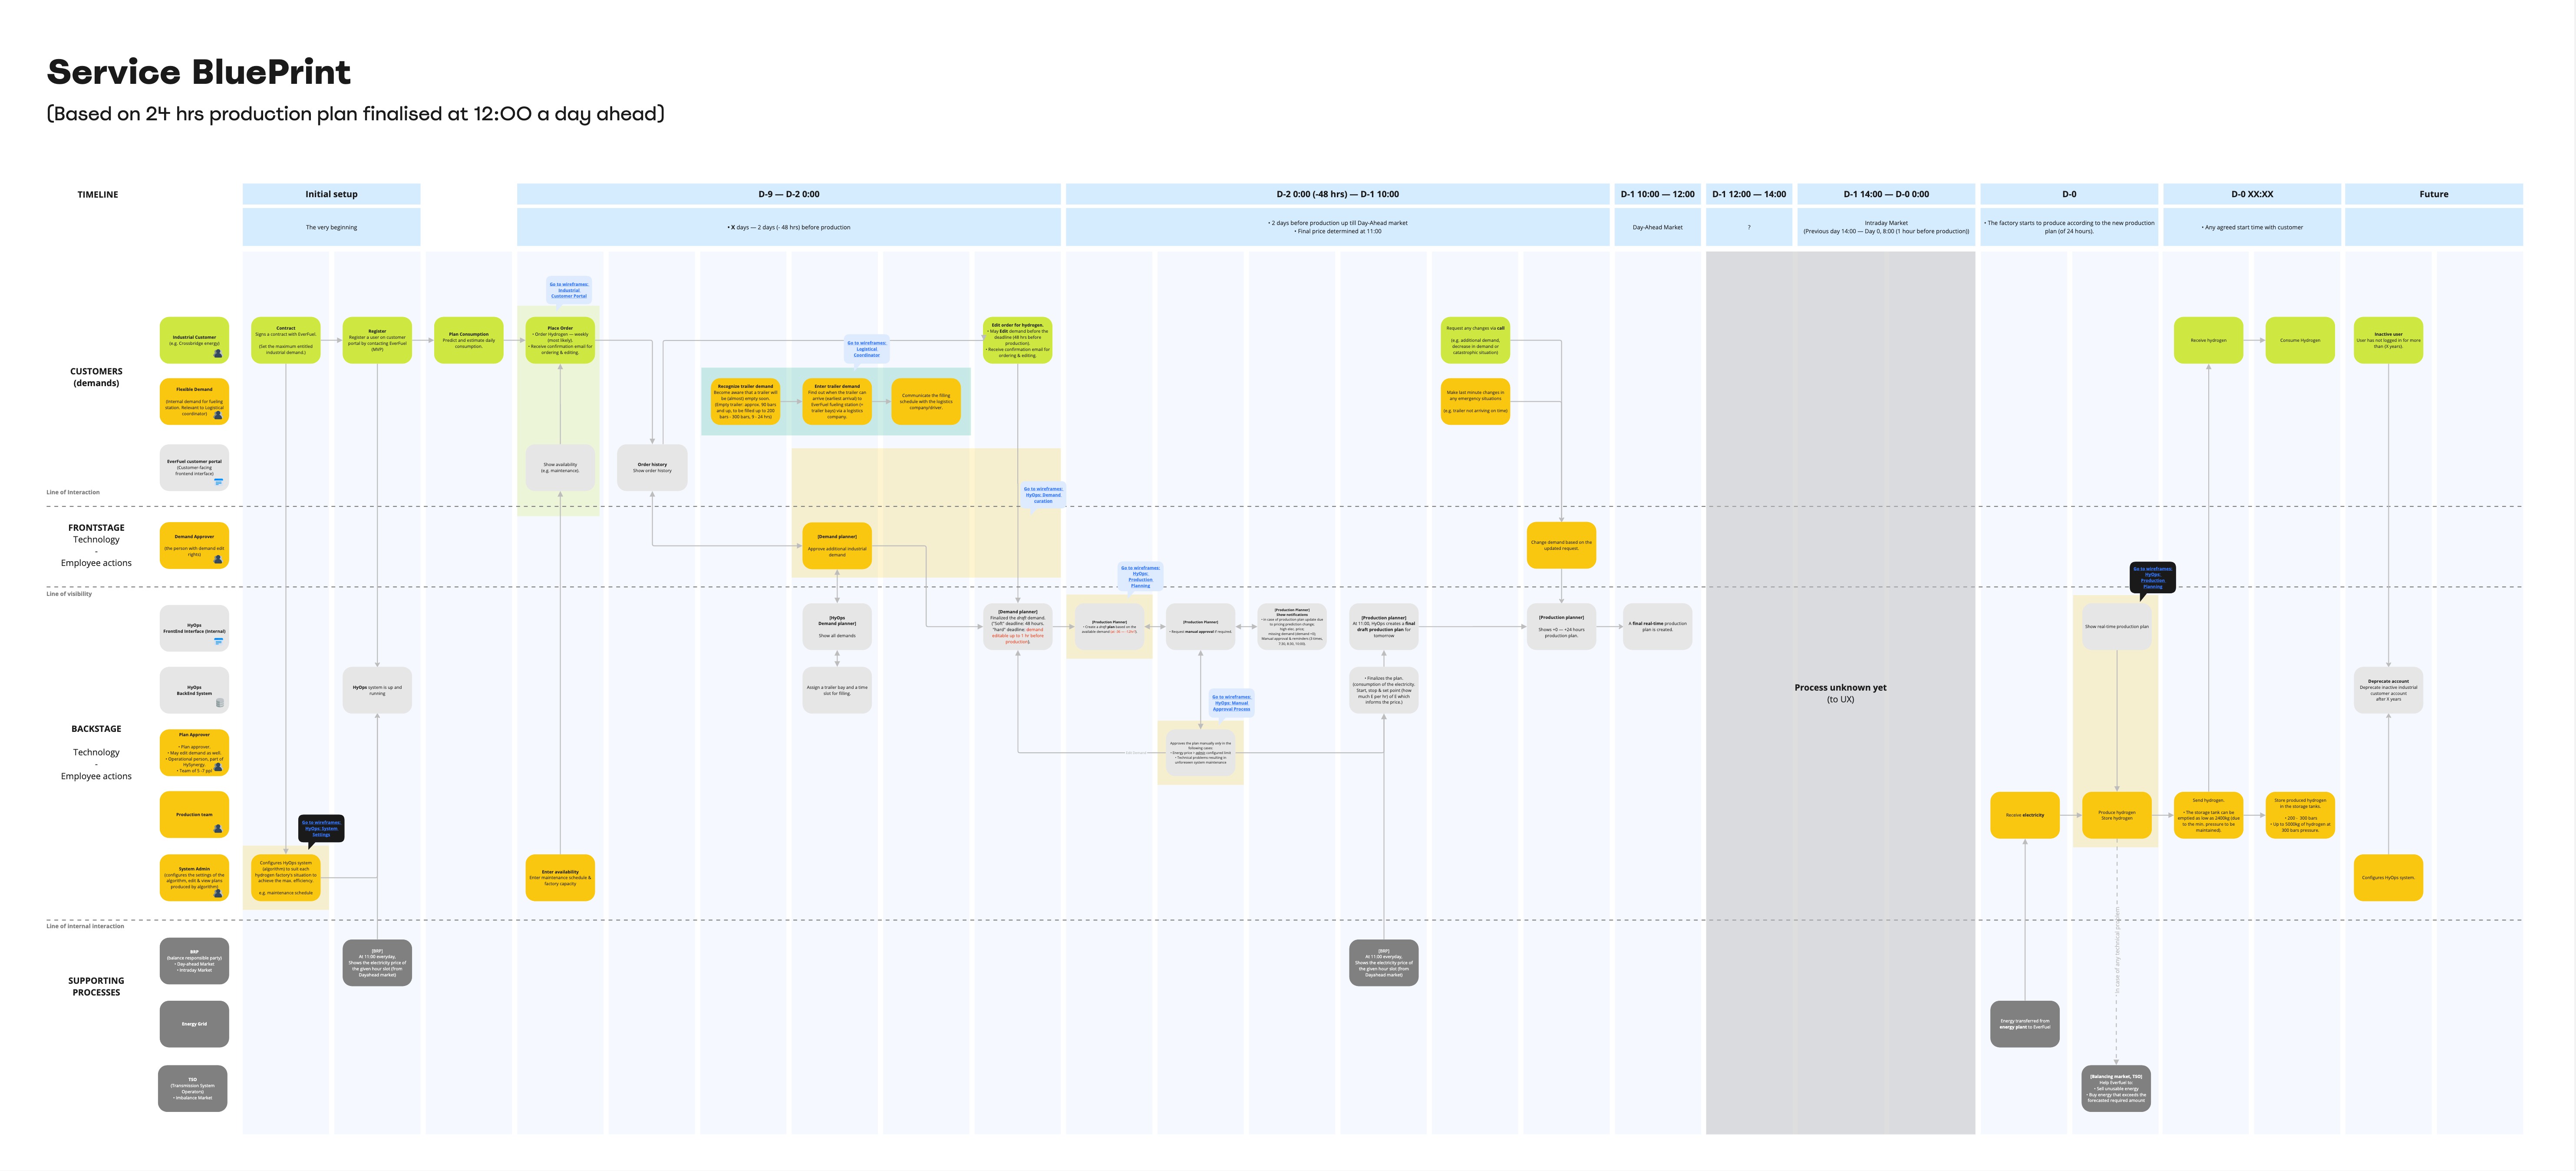 Service BluePrint
(Based on 24 hrs production plan finalised at 12:00 a day ahead)
TIMELINE
Initial setup
D-9 — D-2 0:00
D-2 0:00 (-48 hrs) — D-1 10:00
D-1 10:00 — 12:00
D-1 12:00 — 14:00
D-1 14:00 — D-0 0:00
D-0
D-0 XX:XX
Future
The very beginning
• X days — 2 days (- 48 hrs) before production
• 2 days before production up till Day-Ahead market
• Final price determined at 11:00
Day-Ahead Market
?
Intraday Market
(Previous day 14:00 — Day 0, 8:00 (1 hour before production))
• The factory starts to produce according to the new production
plan (of 24 hours).
• Any agreed start time with customer
CUSTOMERS
(demands)
Industrial Customer
(e.g. Crossbridge energy)
Contract
Signs a contract with EverFuel.
(Set the maximum entitled
Industrial demand.)
Register
Register a user on customer
portal by contacting EverFuel
(MVP)
Plan Consumption
Predict and estimate daily
consumption.
Go to wireframes:
Industrial
Customer Portal
Place Order
• Order Hydrogen — weekly
(most likely).
• Receive confirmation email for
ordering & editing.
Go to wireframes:
Logistical
Coordinator
Edit order for hydrogen.
• May Edit demand before the
deadline (48 hrs before
production).
• Receive confirmation email for
ordering & editing.
Request any changes via call
(e.g. additional demand,
decrease in demand or
catastrophic situation)
Receive hydrogen
Consume Hydrogen
Inactive user
User has not logged in for more
than (X years).
Flexible Demand
(Internal demand for fueling
station. Relevant to Logistical
coordinator)
Recognize trailer demand
Become aware that a trailer will
be (almost) empty soon.
(Empty trailer: approx. 30 bars
and up, to be filled up to 200
bars - 300 bars, 9 - 24 hrs)
Enter trailer demand
Find out when the trailer can
arrive (earliest arrival) to
EverFuel fueling station (=
trailer bays) via a logistics
company.
Communicate the filling
schedule with the logistics
company/driver.
Make last minute changes in
any emergency situations
(e.g. trailer not arriving on time)
EverFuel customer portal
(Customer-facing
frontend interface)
Show availability
(e.g. maintenance).
Order history
Show order history
Line of interaction
Go to wireframes:
HyOps: Demand
curation
FRONTSTAGE
Technology
-
Employee actions
Demand Approver
(the person with demand edit
rights)
[Demand planner]
Approve additional industrial
demand
Change demand based on the
updated request.
Line of visibility
Go to wireframes:
HyOps:
Production
Planning
Go to wireframes:
HyOps:
Production
Planning
HyOps
FrontEnd Interface (Internal)
[HyOps
Demand planner]
Show all demands
[Demand planner]
Finalized the draft demand.
("Soft" deadline: 48 hours.
"hard" deadline: demand
editable up to 1 hr before
production).
[Production Planner]
• Create a draft plan based on the
[Production Planner]
• Request manual approval if required.
[Production Planner]
Show notifications
• In case of production plan update due
to pricing prediction change:
missing demand (demand =0)
Manual approval & reminders (3 times,
7:30, 8:30, 10:00).
[Production planner]
At 11:00, HyOps creates a final
draft production plan for
tomorrow
[Production planner]
Shows +0 — +24 hours
production plan.
A final real-time production
plan is created.
Show real-time production plan
BACKSTAGE
Technology
-
Employee actions
HyOps
BackEnd System
HyOps system is up and
running
Assign a trailer bay and a time
slot for filling.
• Finalizes the plan.
(consumption of the electricity.
Start, stop & set point (how
much E per hr) of E which
informs the price.)
Process unknown yet
(to UX)
Deprecate account
Deprecate inactive industrial
customer account
after X years
Go to wireframes:
HyOps: Manual
Approval Process
Plan Approver
• Plan approver.
• May edit demand as well.
• Operational person, part of
HySynergy.
• Team of 5 -7 ppl
Approves the plan manually only in the
following cases:
• Energy price > admin configured limit
• Technical problems resulting in
unforeseen system maintenance
Production team
Receive electricity
Produce hydrogen
Store hydrogen
Send hydrogen
• The storage tank can be
emptied as low as 2400kg (due
to the min. pressure to be
maintained).
Store produced hydrogen
in the storage tanks.
• 200 - 300 bars
• Up to 5000kg of hydrogen at
300 bars pressure.
Go to wireframes:
HyOps: System
Settings
System Admin
(configures the settings of the
algorithm, edit & view plans
produced by algorithm)
Configures HyOps system
(algorithm) to suit each
hydrogen factory's situation to
achieve the max. efficiency.
e.g. maintenance schedule
Enter availability
Enter maintenance schedule &
factory capacity
Configures HyOps system.
Line of internal interaction
SUPPORTING
PROCESSES
BRP
(balance responsible party)
• Day-ahead Market
• Intraday Market
[BRP]
At 11:00 everyday,
Shows the electricity price of
the given hour slot (from
Dayahead market)
[BRP]
At 11:00 everyday,
Shows the electricity price of
the given hour slot (from
Dayahead market)
* In case of any technical problem
Energy Grid
Energy transferred from
energy plant to Everfuel
TSO
(Transmission System
Operators)
• Imbalance Market
[Balancing market, TSO]
Help Everfuel to:
• Sell unusable energy
• Buy energy that exceeds the
forecasted required amount